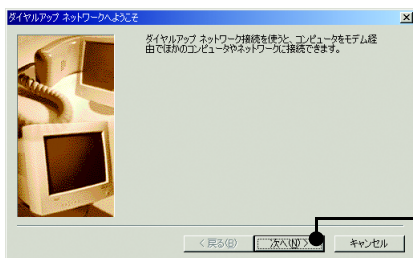 ダイヤルアップ ネットワークへようこそ
ダイヤルアップ ネットワーク接続を使うと、コンピュータをモデム経
由でほかのコンピュータやネットワークに接続できます。
< 戻る(B)
次へ(N) >
キャンセル